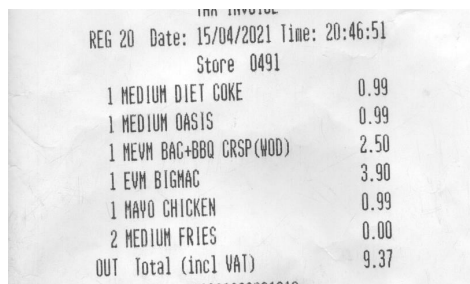 TAX INVOICE
REG 20 Date: 15/04/2021 Time: 20:46:51
Store 0491
1 MEDIUM DIET COKE 0.99
1 MEDIUM OASIS 0.99
1 MEVM BAC+BBQ CRSP(WOD) 2.50
1 EVM BIGMAC 3.90
1 MAYO CHICKEN 0.99
2 MEDIUM FRIES 0.00
OUT Total (incl VAT) 9.37